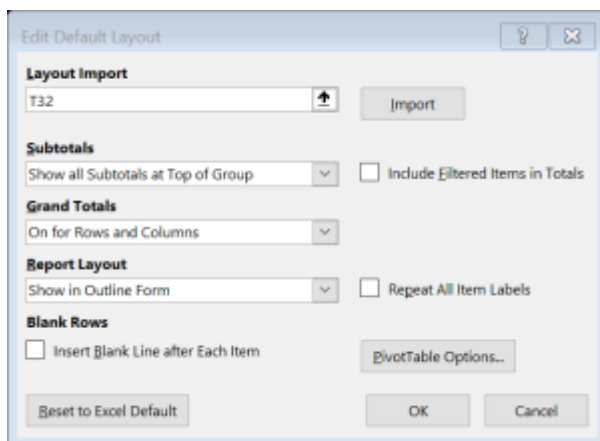 Edit Default Layout
Layout Import
T32
Import
Subtotals
Show all Subtotals at Top of Group
Include Filtered Items in Totals
Grand Totals
On for Rows and Columns
Report Layout
Show in Outline Form
Repeat All Item Labels
Blank Rows
Insert Blank Line after Each Item
PivotTable Options...
Reset to Excel Default
OK
Cancel